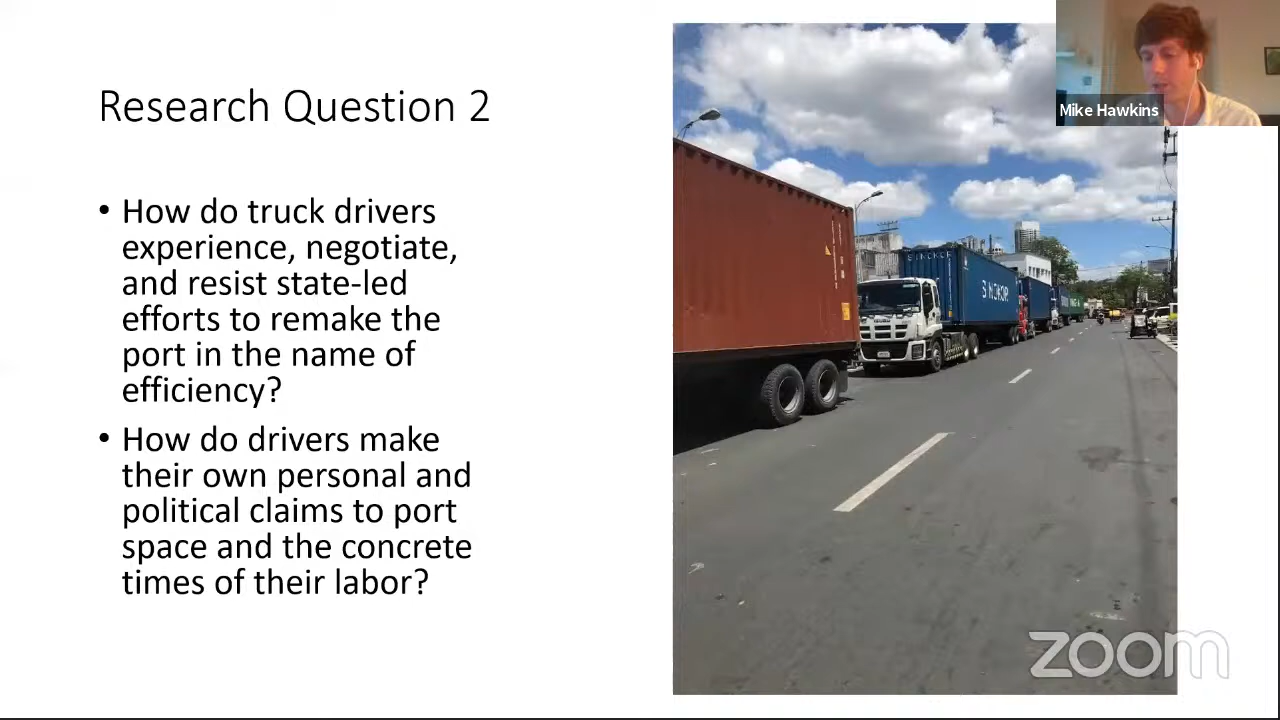 Research Question 2
• How do truck drivers
experience, negotiate,
and resist state-led
efforts to remake the
port in the name of
efficiency?
• How do drivers make
their own personal and
political claims to port
space and the concrete
times of their labor?
Mike Hawkins
SINOKOR
ISUZU
zoom